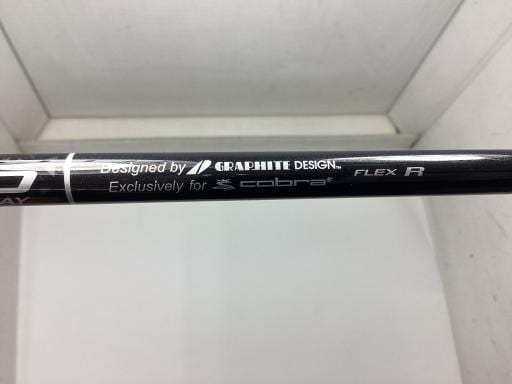 Designed by GRAPHITE DESIGN™
Exclusively for cobra® FLEX R